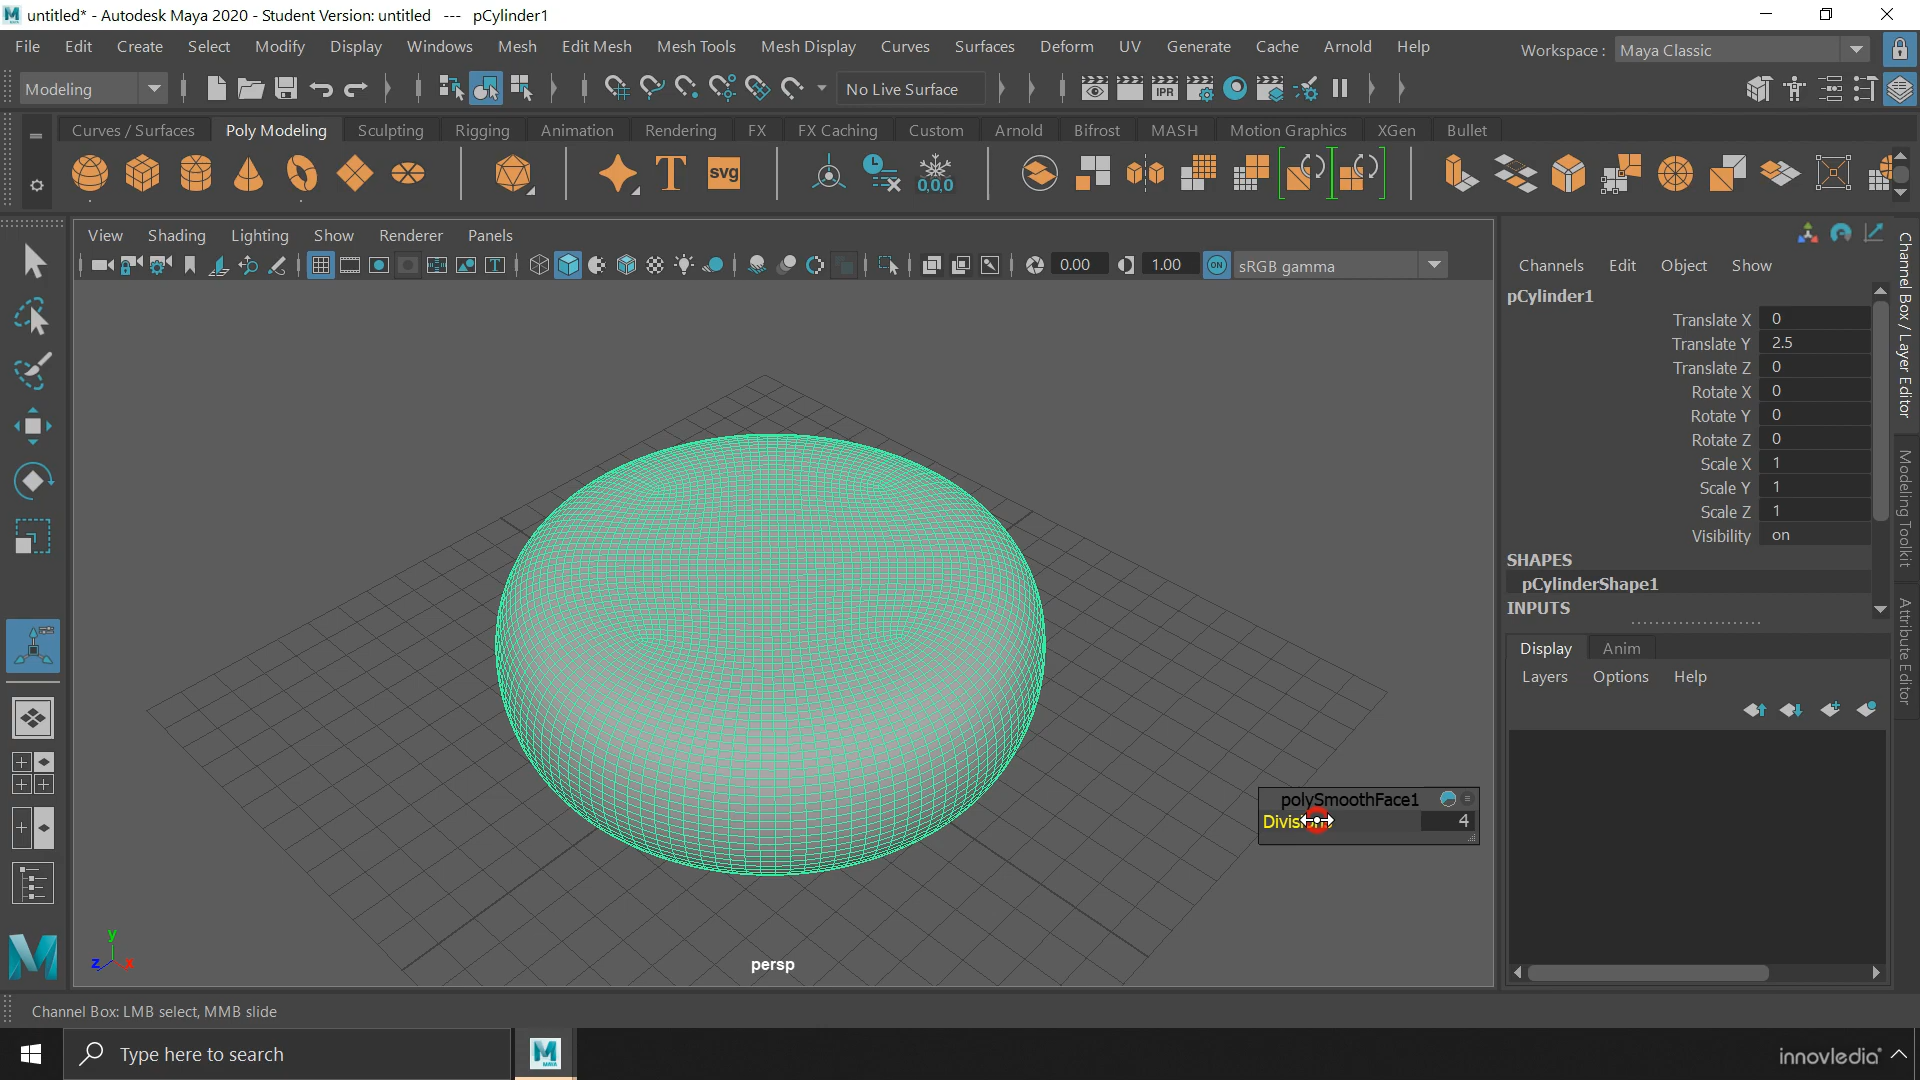 untitled* - Autodesk Maya 2020 - Student Version: untitled --- pCylinder1
File Edit Create Select Modify Display Windows Mesh Edit Mesh Mesh Tools Mesh Display Curves Surfaces Deform UV Generate Cache Arnold Help Workspace : Maya Classic
Modeling No Live Surface IPR
Curves / Surfaces Poly Modeling Sculpting Rigging Animation Rendering FX FX Caching Custom Arnold Bifrost MASH Motion Graphics XGen Bullet
T svg 0,0,0
View Shading Lighting Show Renderer Panels
0.00 1.00 ON sRGB gamma
Channels Edit Object Show
pCylinder1
Translate X 0
Translate Y 2.5
Translate Z 0
Rotate X 0
Rotate Y 0
Rotate Z 0
Scale X 1
Scale Y 1
Scale Z 1
Visibility on
SHAPES
pCylinderShape1
INPUTS
Display Anim
Layers Options Help
Channel Box / Layer Editor
Modeling Toolkit
Attribute Editor
polySmoothFace1
4
y
z x
persp
M
Channel Box: LMB select, MMB slide
Type here to search
M
MAYA
innovledia